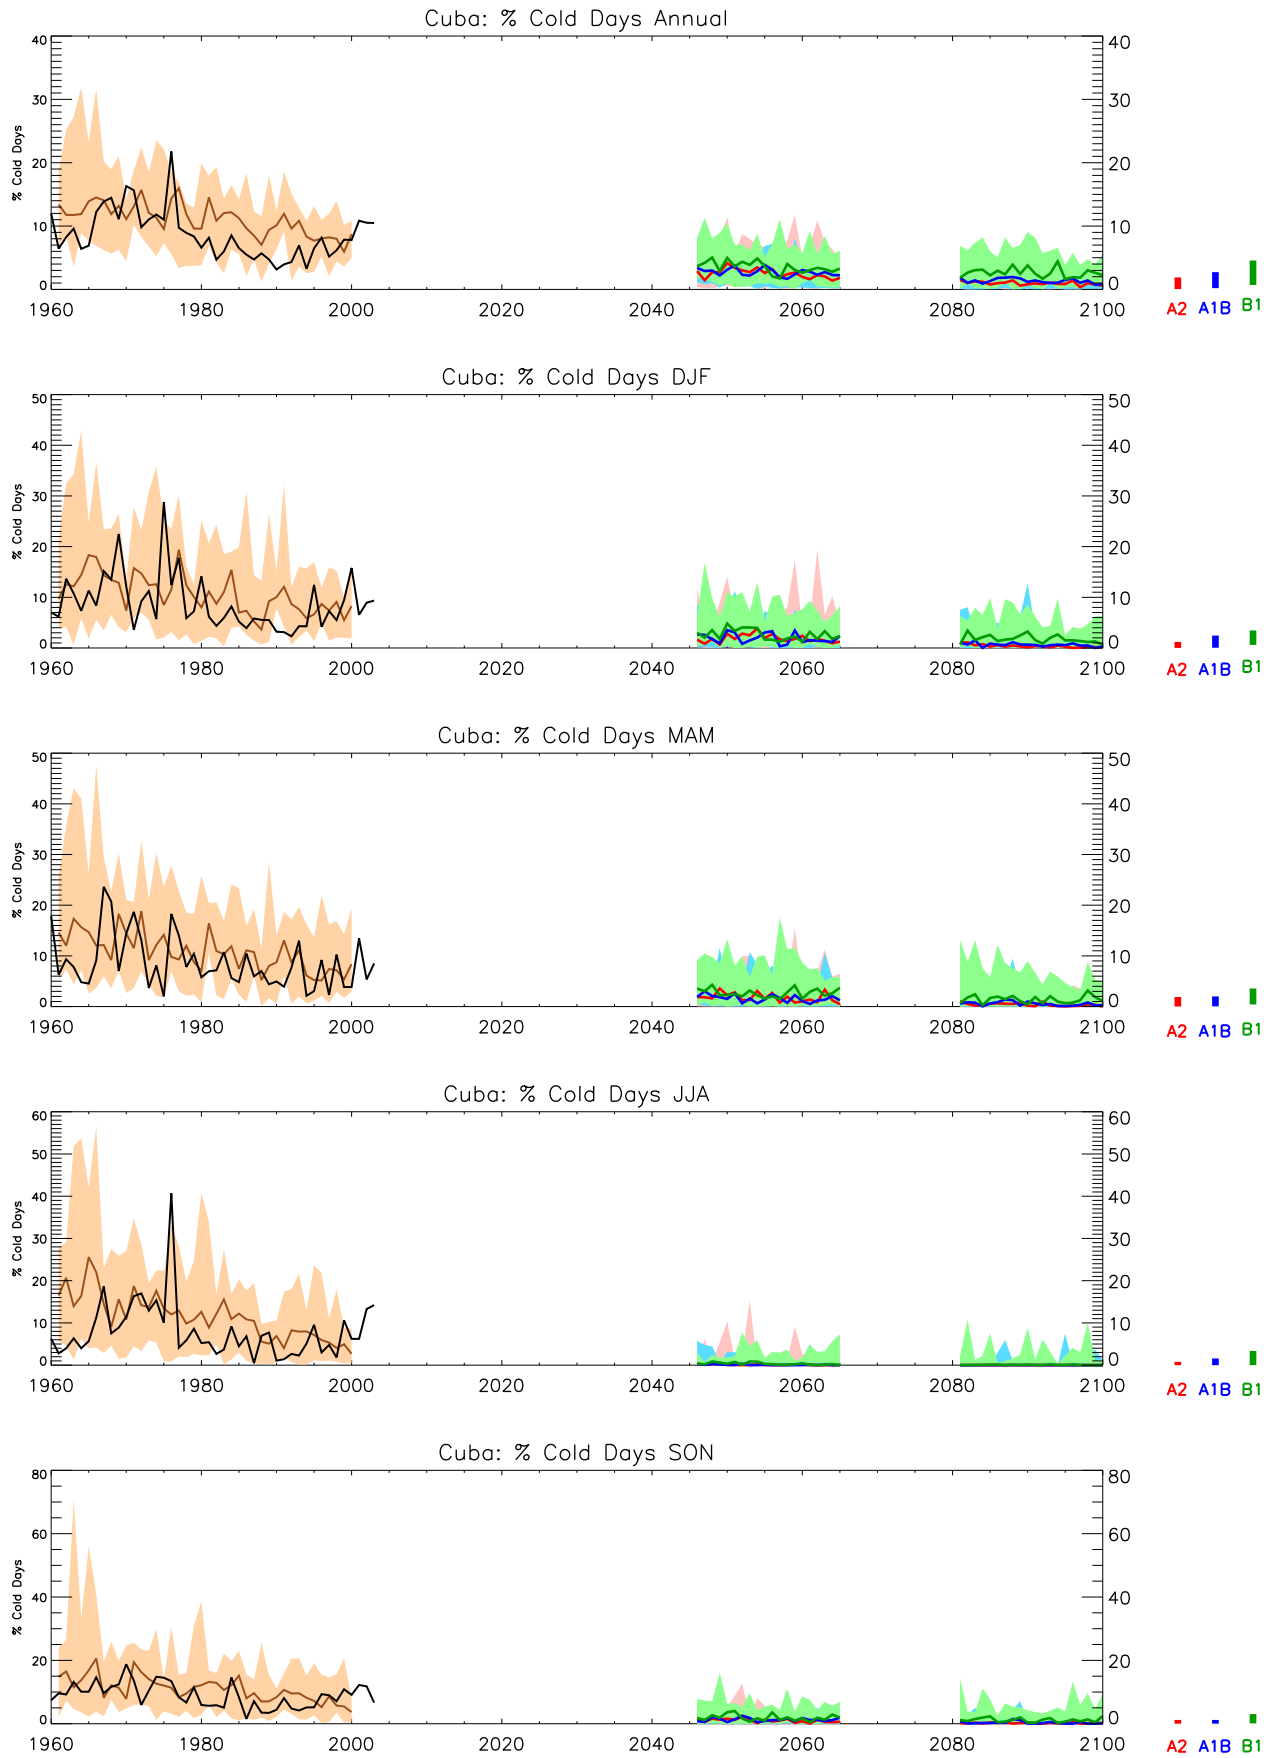 Cuba: % Cold Days Annual
40 40
30 30
20 20
10 10
0 0
% Cold Days
1960 1980 2000 2020 2040 2060 2080 2100
A2 A1B B1
Cuba: % Cold Days DJF
50 50
40 40
30 30
20 20
10 10
0 0
% Cold Days
1960 1980 2000 2020 2040 2060 2080 2100
A2 A1B B1
Cuba: % Cold Days MAM
50 50
40 40
30 30
20 20
10 10
0 0
% Cold Days
1960 1980 2000 2020 2040 2060 2080 2100
A2 A1B B1
Cuba: % Cold Days JJA
60 60
50 50
40 40
30 30
20 20
10 10
0 0
% Cold Days
1960 1980 2000 2020 2040 2060 2080 2100
A2 A1B B1
Cuba: % Cold Days SON
80 80
60 60
40 40
20 20
0 0
% Cold Days
1960 1980 2000 2020 2040 2060 2080 2100
A2 A1B B1